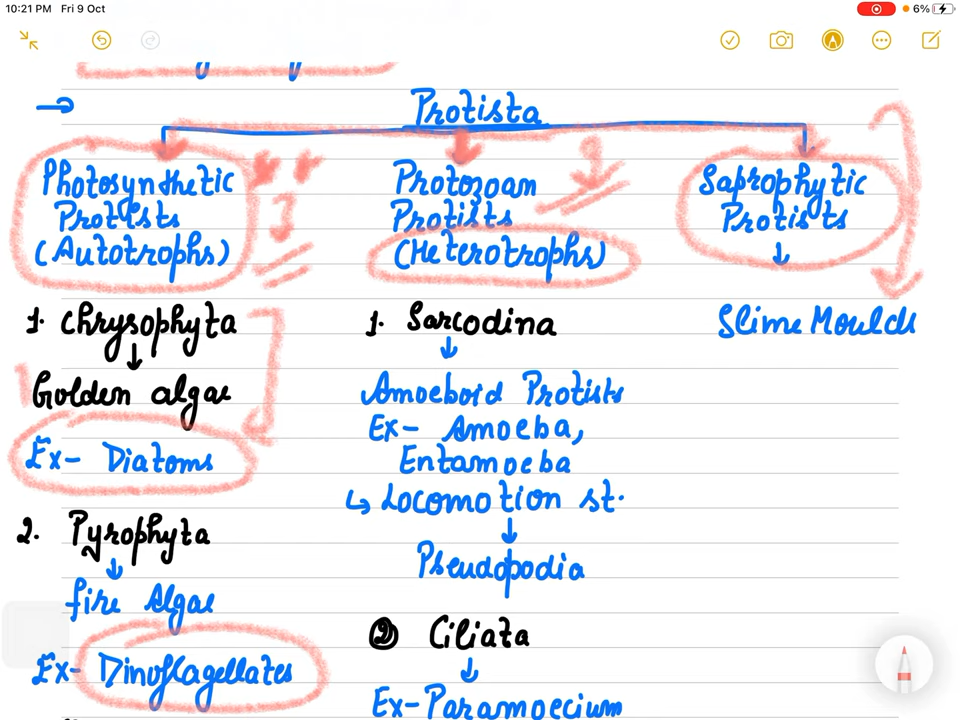 10:21 PM Fri 9 Oct
6%
→ Protista
Photosynthetic
Protists
(Autotrophs)
1. Chrysophyta
Golden algae
Ex- Diatoms
2. Pyrophyta
fire Algae
Ex- Dinoflagellates
Protozoam
Protists
(Heterotrophs)
1. Sarcodina
Amoeboid Protists
Ex- Amoeba,
Entamoeba
↳ Locomotion st.
Pseudopodia
② Ciliata
Ex- Paramoecium
Saprophytic
Protists
Slime Moulds